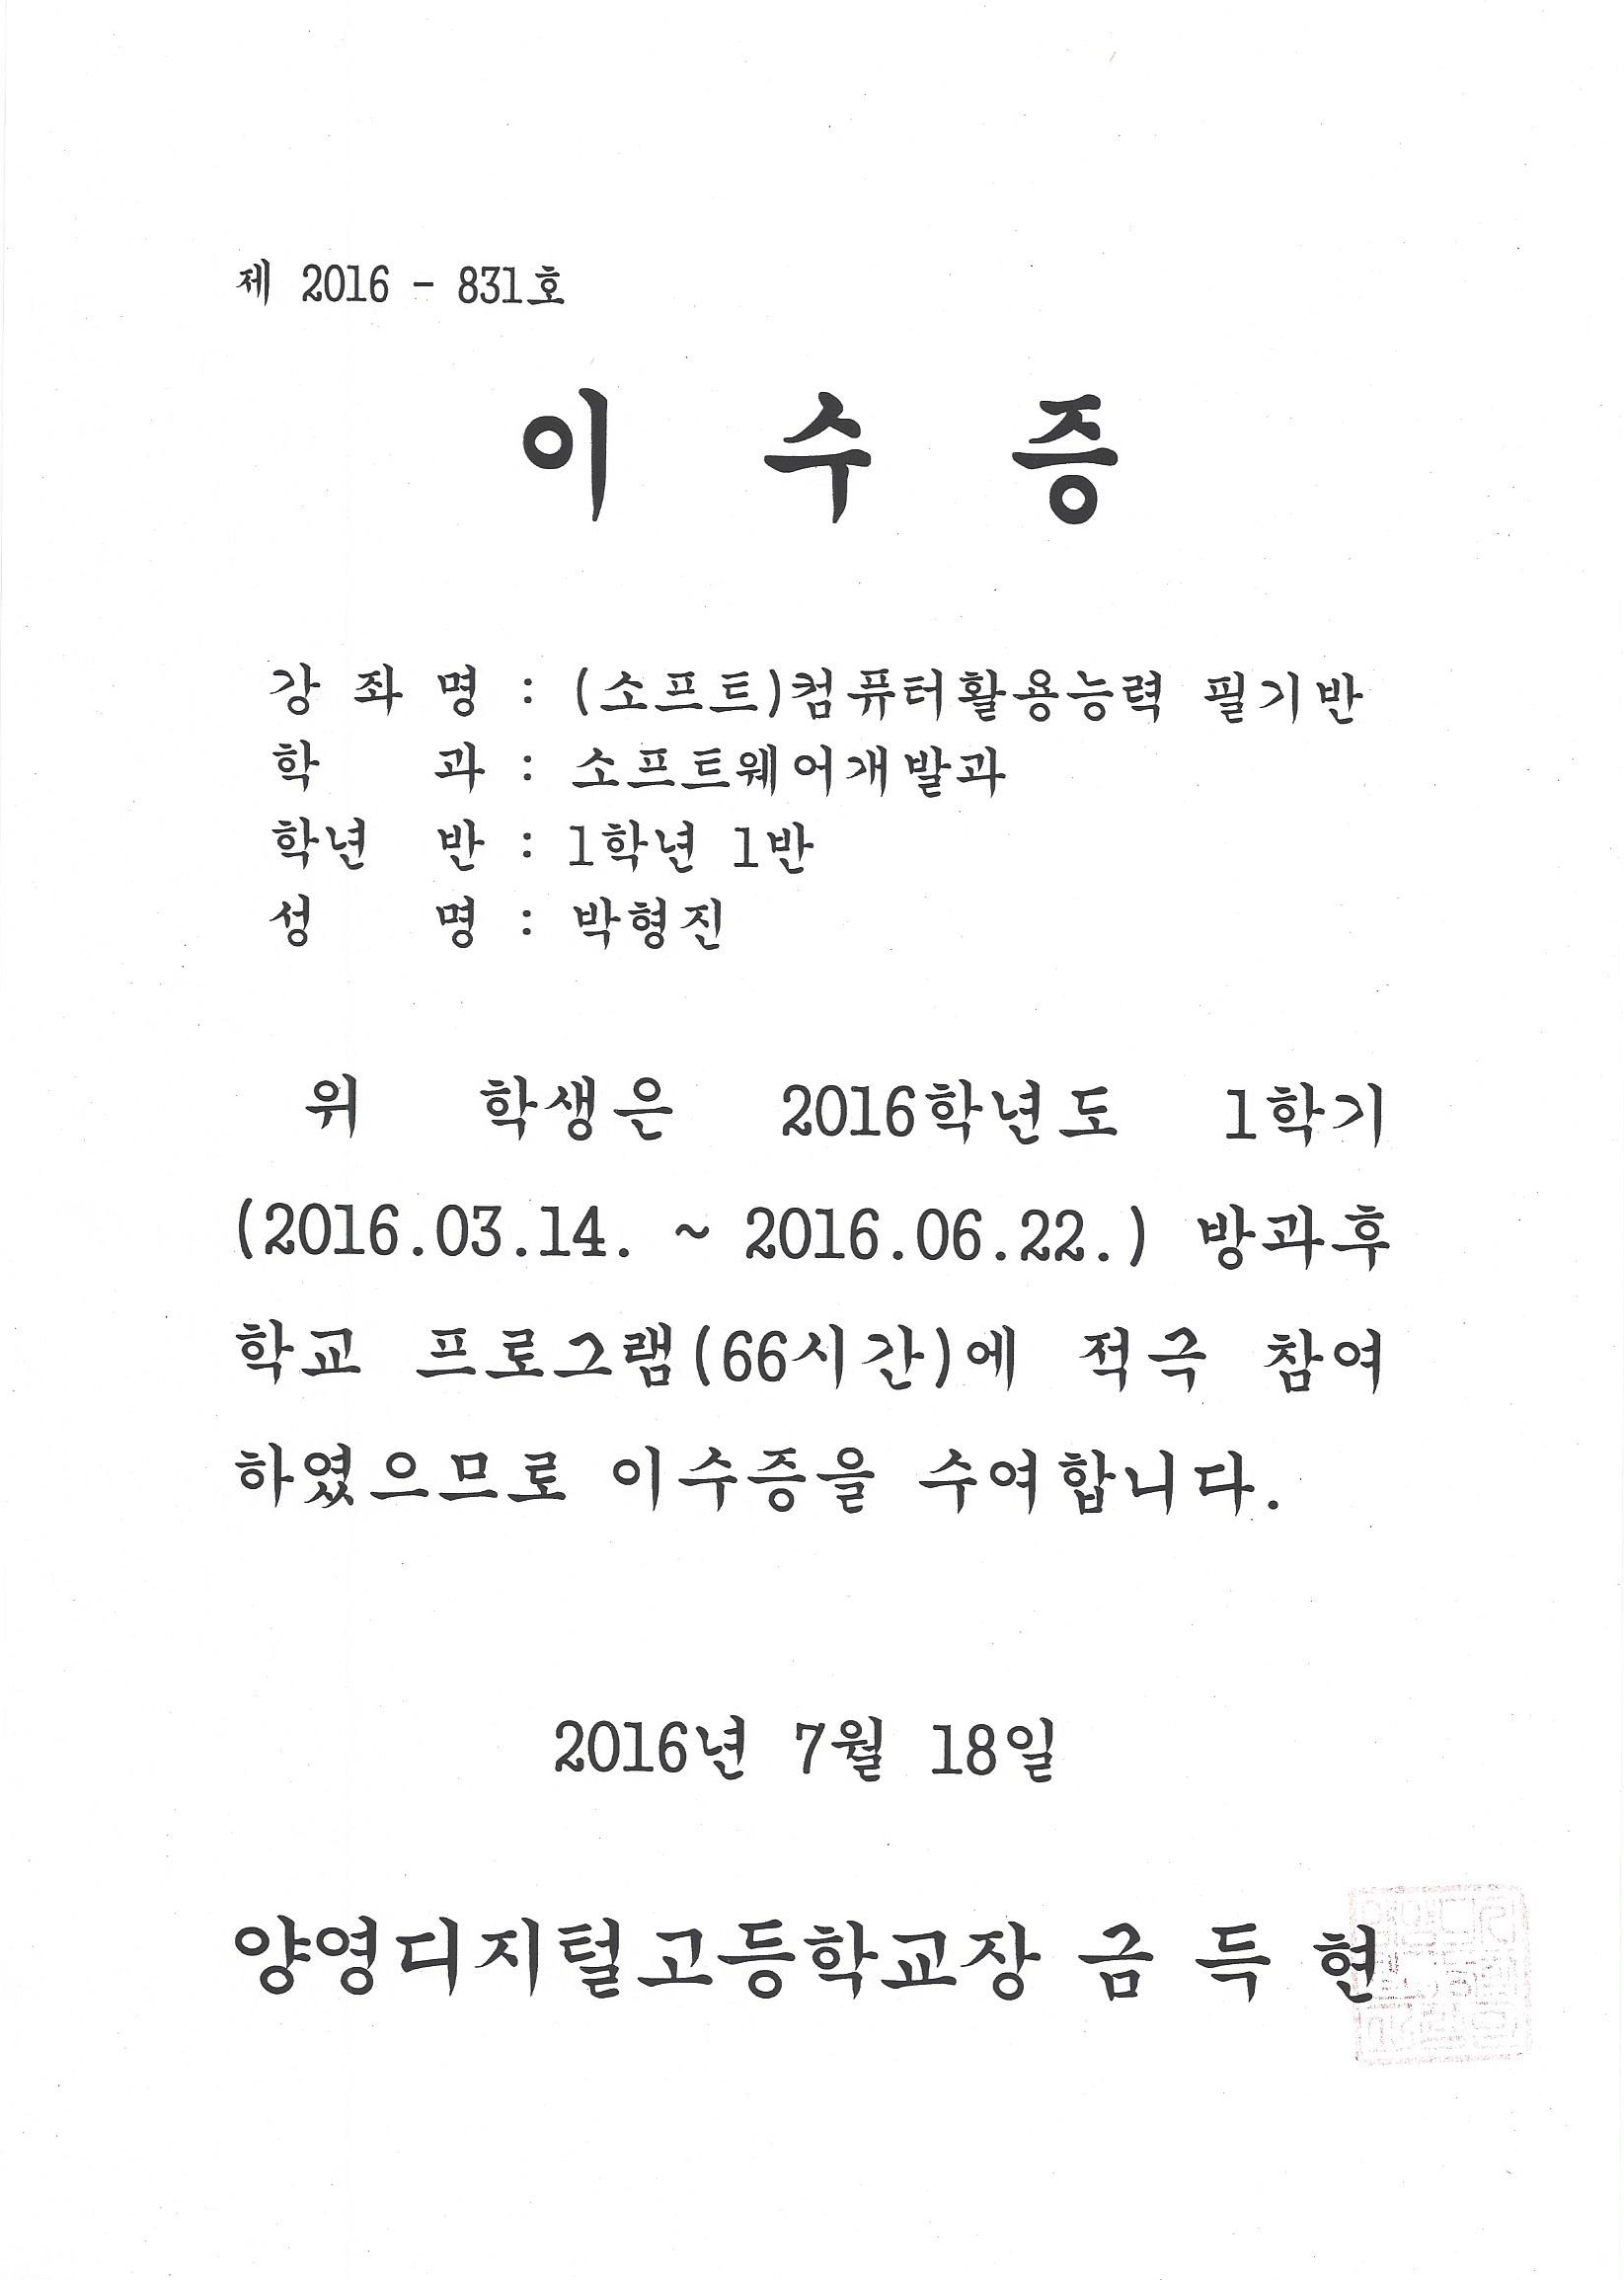 제 2016 - 831호
이 수 증
강 좌 명 : (소프트)컴퓨터활용능력 필기반
학 과 : 소프트웨어개발과
학년 반 : 1학년 1반
성 명 : 박형진
위 학생은 2016학년도 1학기
(2016.03.14. ~ 2016.06.22.) 방과후
학교 프로그램(66시간)에 적극 참여
하였으므로 이수증을 수여합니다.
2016년 7월 18일
양영디지털고등학교장 금 득 현